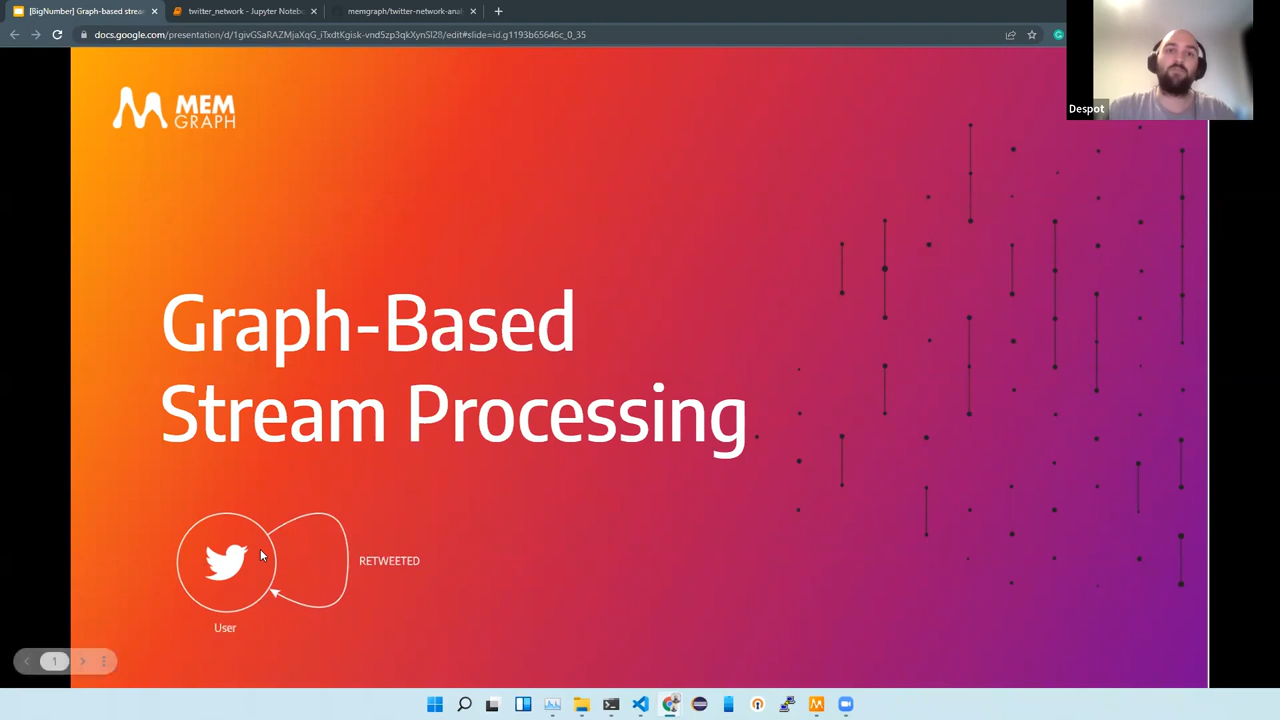 [BigNumber] Graph-based strea
twitter_network - Jupyter Notebo
memgraph/twitter-network-anal
docs.google.com/presentation/d/1givGSaRAZMjaXqG_iTxdtKgisk-vnd5zp3qkXynSl28/edit#slide=id.g1193b65646c_0_35
Despot
MEM
GRAPH
Graph-Based
Stream Processing
RETWEETED
User
1